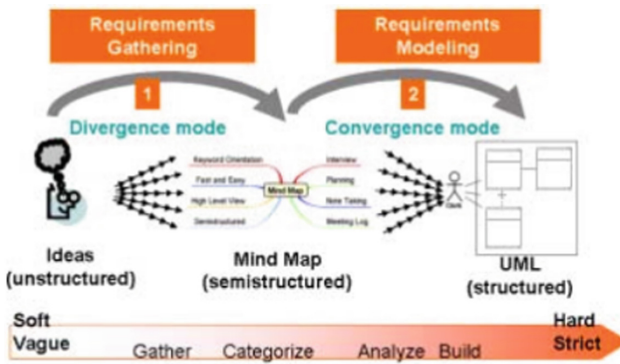 Requirements
Gathering
Requirements
Modeling
1
2
Divergence mode
Convergence mode
Keyword Orientation
Fast and Easy
High Level View
Semistructured
Mind Map
Interview
Planning
Note Taking
Meeting Log
Ideas
(unstructured)
Mind Map
(semistructured)
UML
(structured)
Soft
Vague
Gather
Categorize
Analyze
Build
Hard
Strict